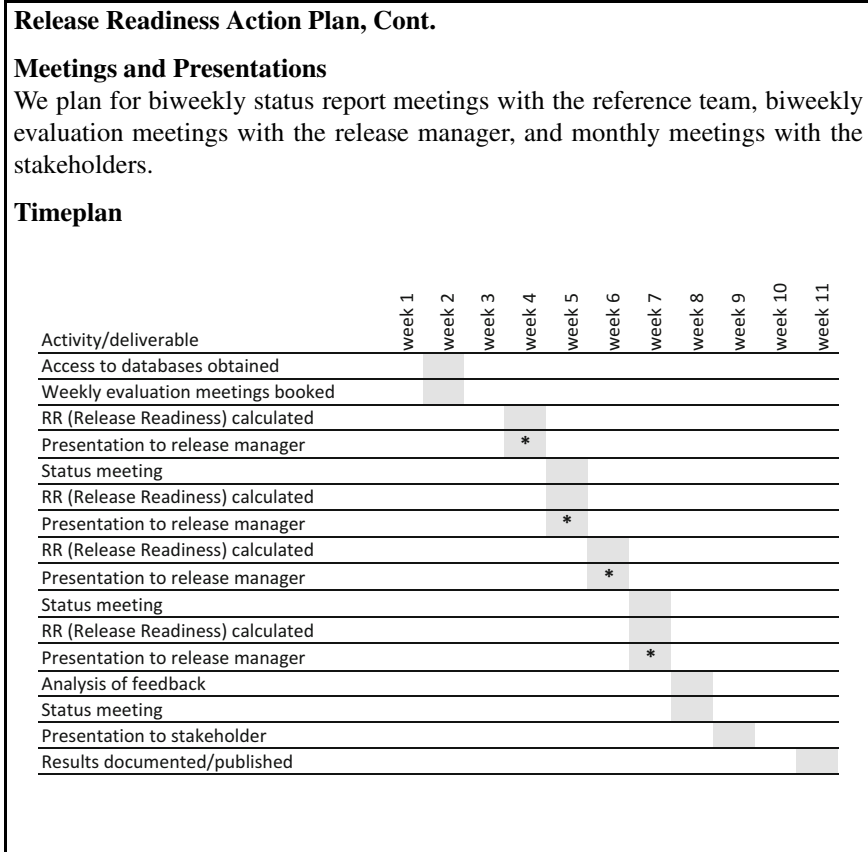 Release Readiness Action Plan, Cont.
Meetings and Presentations
We plan for biweekly status report meetings with the reference team, biweekly
evaluation meetings with the release manager, and monthly meetings with the
stakeholders.
Timeplan
Activity/deliverable week 1 week 2 week 3 week 4 week 5 week 6 week 7 week 8 week 9 week 10 week 11
Access to databases obtained
Weekly evaluation meetings booked
RR (Release Readiness) calculated
Presentation to release manager *
Status meeting
RR (Release Readiness) calculated
Presentation to release manager *
RR (Release Readiness) calculated
Presentation to release manager *
Status meeting
RR (Release Readiness) calculated
Presentation to release manager *
Analysis of feedback
Status meeting
Presentation to stakeholder
Results documented/published